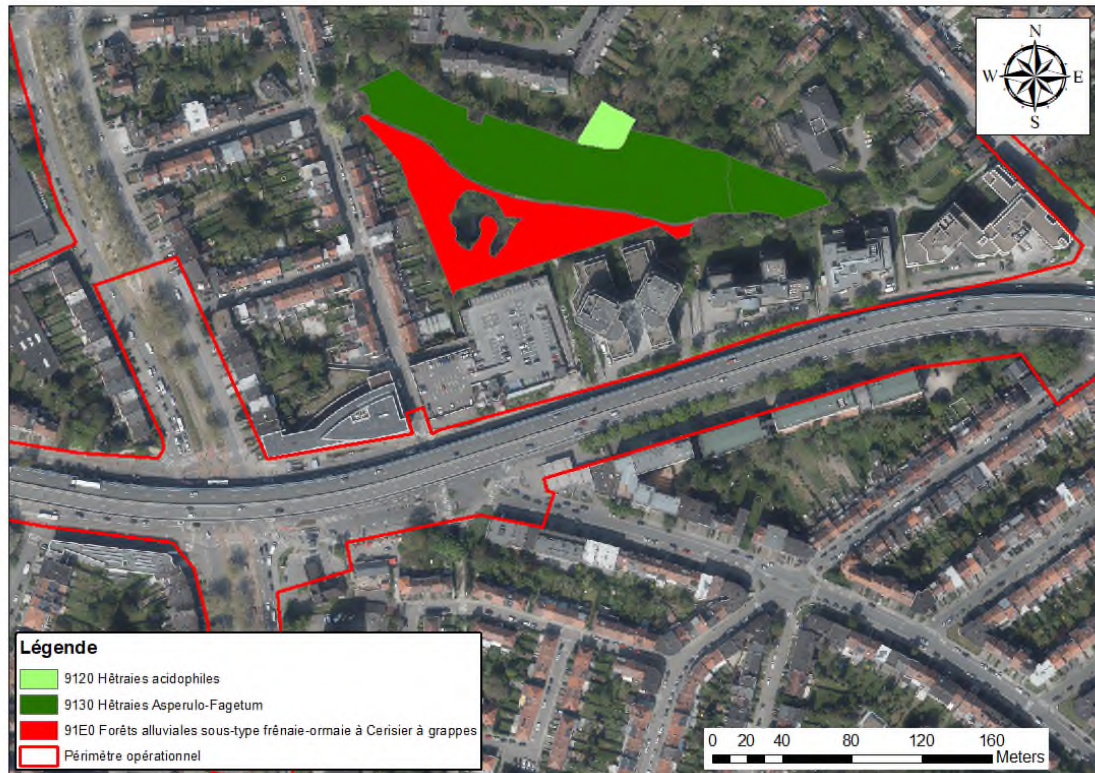 N
W E
S
Légende
9120 Hêtraies acidophiles
9130 Hêtraies Asperulo-Fagetum
91E0 Forêts alluviales sous-type frênaie-ormaie à Cerisier à grappes
Périmètre opérationnel
0 20 40 80 120 160
Meters